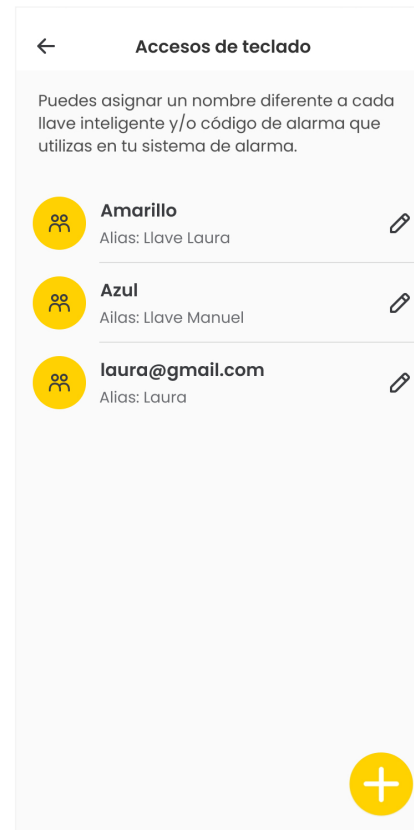 Accesos de teclado
Puedes asignar un nombre diferente a cada
llave inteligente y/o código de alarma que
utilizas en tu sistema de alarma.
Amarillo
Alias: Llave Laura
Azul
Ailas: Llave Manuel
laura@gmail.com
Alias: Laura